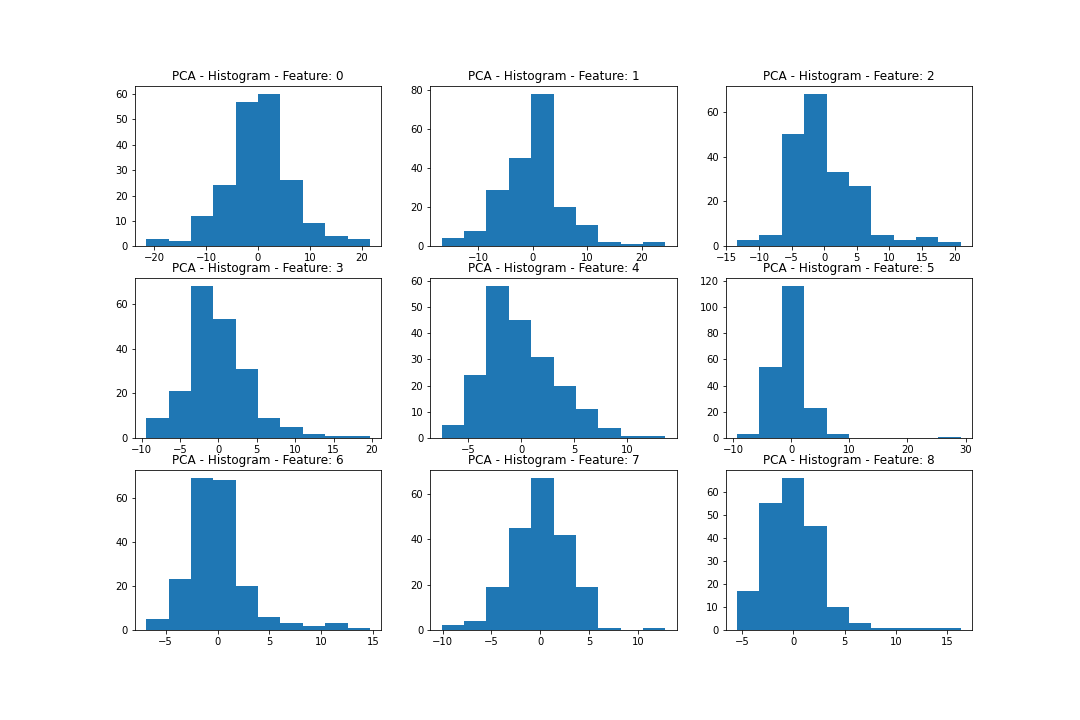 PCA - Histogram - Feature: 0
60
50
40
30
20
10
0
−20 −10 0 10 20
PCA - Histogram - Feature: 1
80
60
40
20
0
−10 0 10 20
PCA - Histogram - Feature: 2
60
40
20
0
−15 −10 −5 0 5 10 15 20
PCA - Histogram - Feature: 3
60
40
20
0
−10 −5 0 5 10 15 20
PCA - Histogram - Feature: 4
60
50
40
30
20
10
0
−5 0 5 10
PCA - Histogram - Feature: 5
120
100
80
60
40
20
0
−10 0 10 20 30
PCA - Histogram - Feature: 6
60
40
20
0
−5 0 5 10 15
PCA - Histogram - Feature: 7
60
40
20
0
−10 −5 0 5 10
PCA - Histogram - Feature: 8
60
50
40
30
20
10
0
−5 0 5 10 15